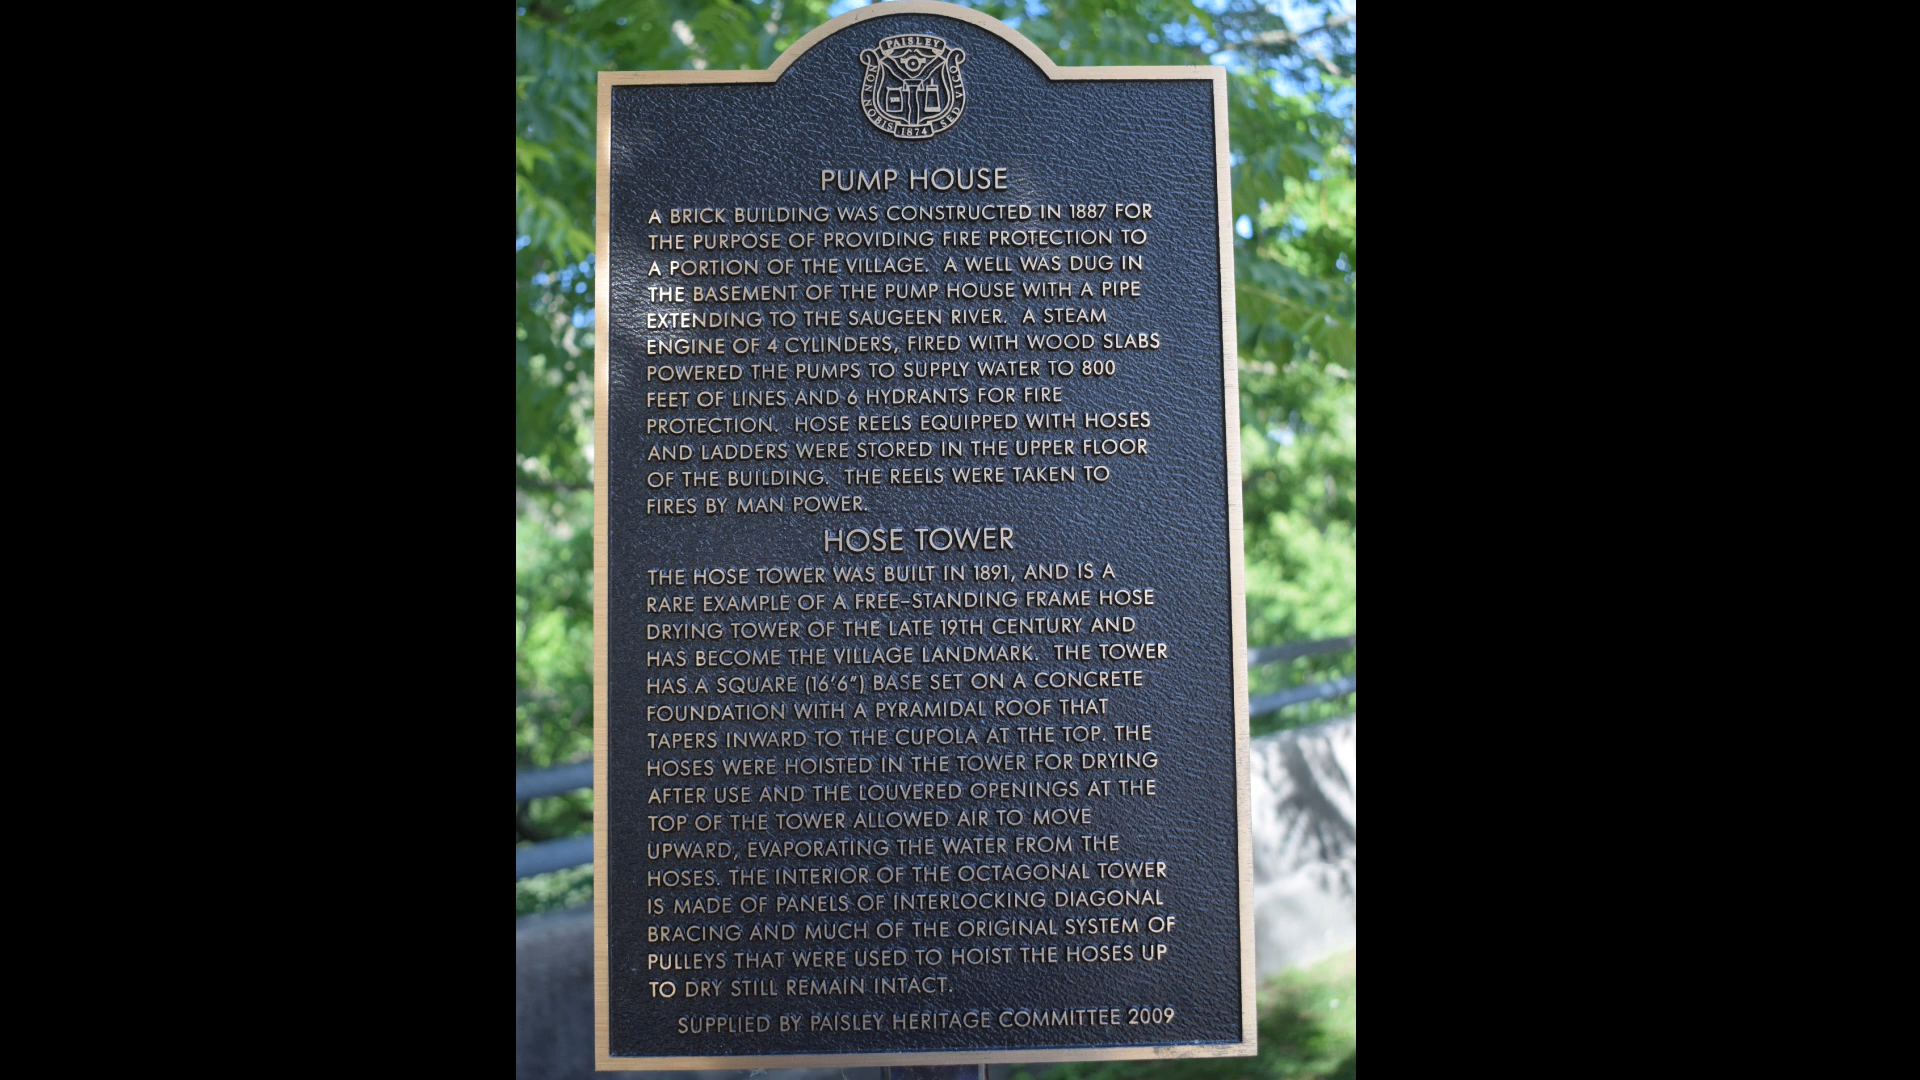 PAISLEY
NON NOBIS SED VICO
1874
PUMP HOUSE
A BRICK BUILDING WAS CONSTRUCTED IN 1887 FOR
THE PURPOSE OF PROVIDING FIRE PROTECTION TO
A PORTION OF THE VILLAGE. A WELL WAS DUG IN
THE BASEMENT OF THE PUMP HOUSE WITH A PIPE
EXTENDING TO THE SAUGEEN RIVER. A STEAM
ENGINE OF 4 CYLINDERS, FIRED WITH WOOD SLABS
POWERED THE PUMPS TO SUPPLY WATER TO 800
FEET OF LINES AND 6 HYDRANTS FOR FIRE
PROTECTION. HOSE REELS EQUIPPED WITH HOSES
AND LADDERS WERE STORED IN THE UPPER FLOOR
OF THE BUILDING. THE REELS WERE TAKEN TO
FIRES BY MAN POWER.
HOSE TOWER
THE HOSE TOWER WAS BUILT IN 1891, AND IS A
RARE EXAMPLE OF A FREE-STANDING FRAME HOSE
DRYING TOWER OF THE LATE 19TH CENTURY AND
HAS BECOME THE VILLAGE LANDMARK. THE TOWER
HAS A SQUARE (16'6") BASE SET ON A CONCRETE
FOUNDATION WITH A PYRAMIDAL ROOF THAT
TAPERS INWARD TO THE CUPOLA AT THE TOP. THE
HOSES WERE HOISTED IN THE TOWER FOR DRYING
AFTER USE AND THE LOUVERED OPENINGS AT THE
TOP OF THE TOWER ALLOWED AIR TO MOVE
UPWARD, EVAPORATING THE WATER FROM THE
HOSES. THE INTERIOR OF THE OCTAGONAL TOWER
IS MADE OF PANELS OF INTERLOCKING DIAGONAL
BRACING AND MUCH OF THE ORIGINAL SYSTEM OF
PULLEYS THAT WERE USED TO HOIST THE HOSES UP
TO DRY STILL REMAIN INTACT.
SUPPLIED BY PAISLEY HERITAGE COMMITTEE 2009